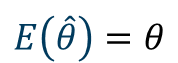 E(θ̂) = θ